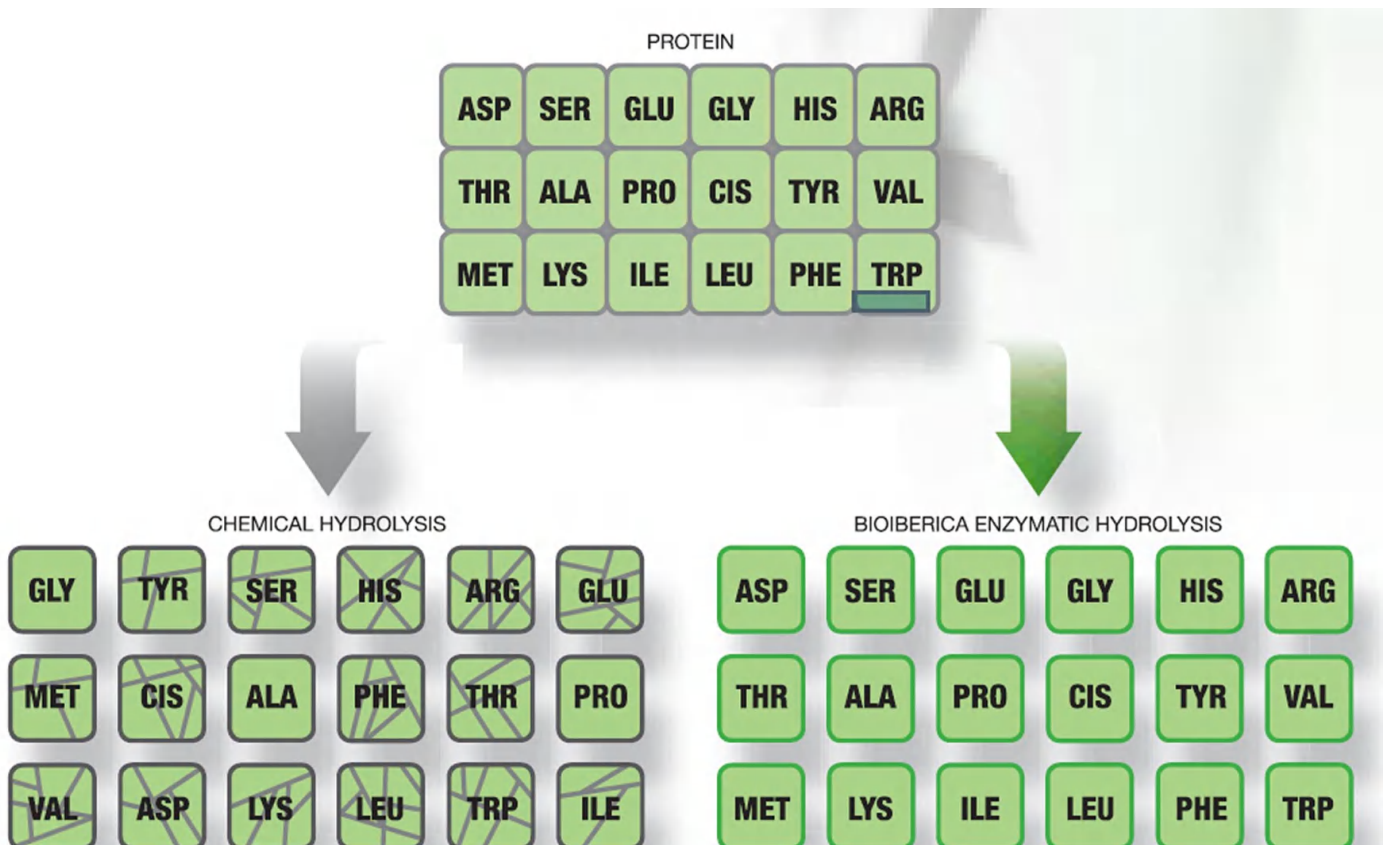 PROTEIN
ASP SER GLU GLY HIS ARG
THR ALA PRO CIS TYR VAL
MET LYS ILE LEU PHE TRP
CHEMICAL HYDROLYSIS
GLY TYR SER HIS ARG GLU
MET CIS ALA PHE THR PRO
VAL ASP LYS LEU TRP ILE
BIOIBERICA ENZYMATIC HYDROLYSIS
ASP SER GLU GLY HIS ARG
THR ALA PRO CIS TYR VAL
MET LYS ILE LEU PHE TRP